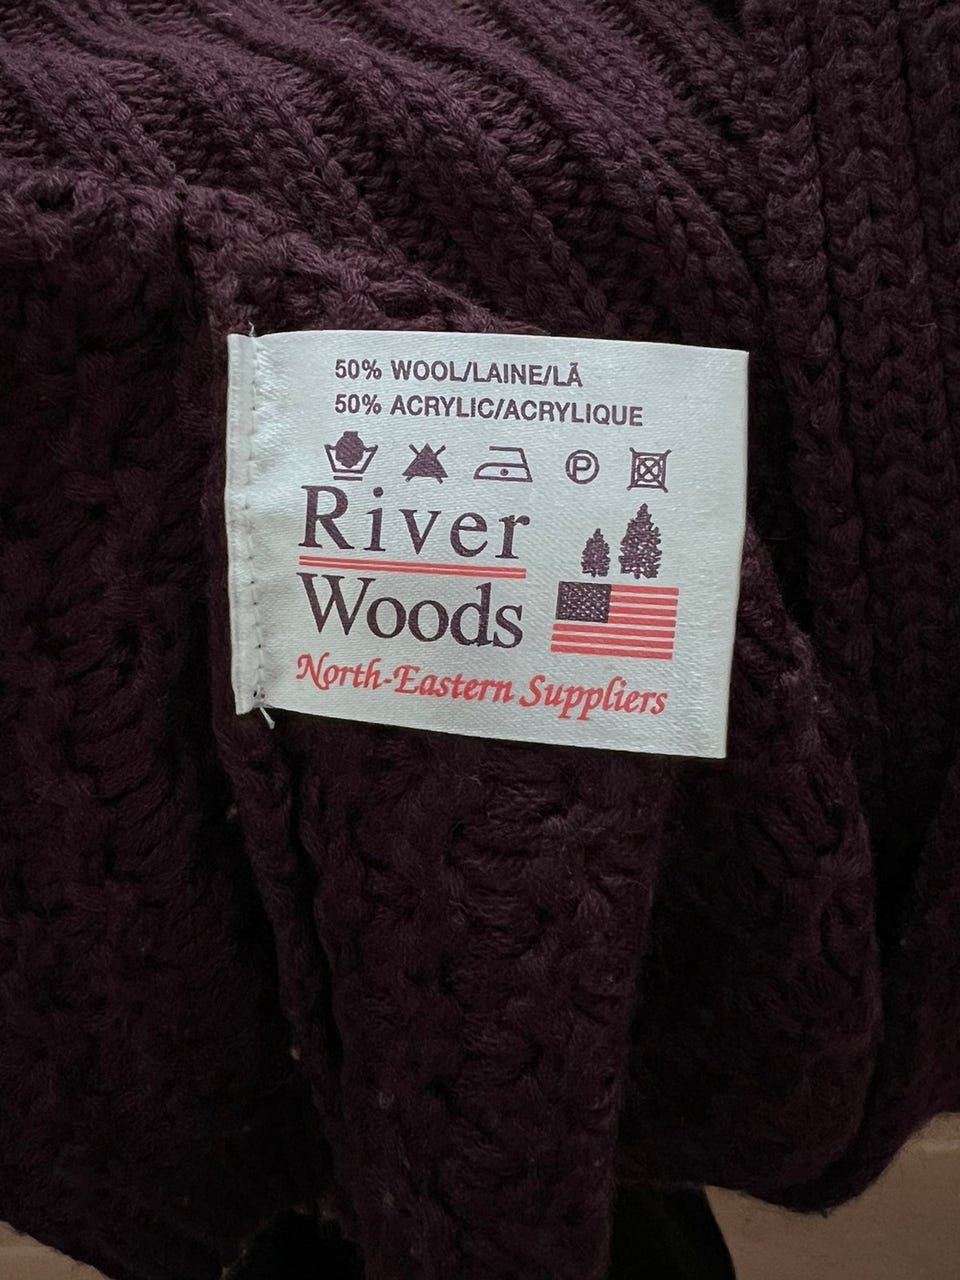 50% WOOL/LAINE/LÃ
50% ACRYLIC/ACRYLIQUE
P
River
Woods
North-Eastern Suppliers